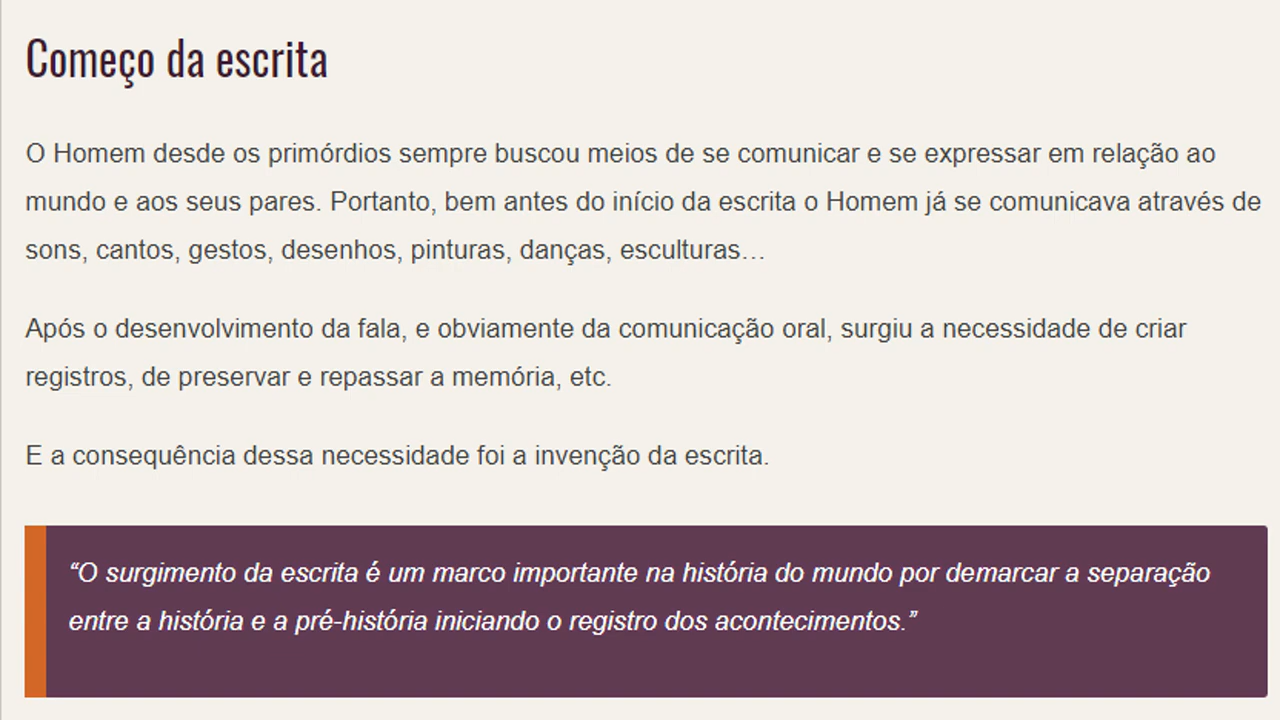 Começo da escrita
O Homem desde os primórdios sempre buscou meios de se comunicar e se expressar em relação ao
mundo e aos seus pares. Portanto, bem antes do início da escrita o Homem já se comunicava através de
sons, cantos, gestos, desenhos, pinturas, danças, esculturas…
Após o desenvolvimento da fala, e obviamente da comunicação oral, surgiu a necessidade de criar
registros, de preservar e repassar a memória, etc.
E a consequência dessa necessidade foi a invenção da escrita.
“O surgimento da escrita é um marco importante na história do mundo por demarcar a separação
entre a história e a pré-história iniciando o registro dos acontecimentos.”